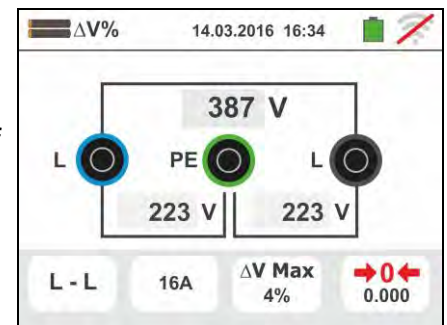 ΔV% 14.03.2016 16:34
387 V
L PE L
223 V 223 V
L - L 16A ΔV Max 4% 0 0.000